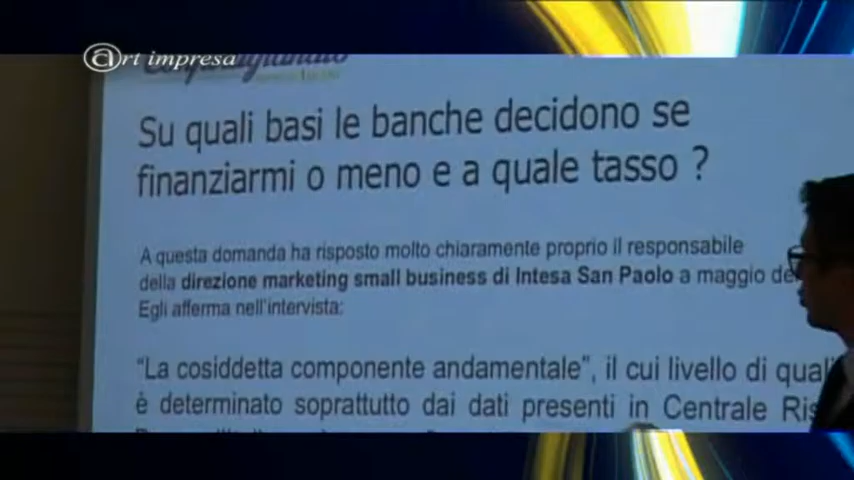 @rt impresa
Su quali basi le banche decidono se
finanziarmi o meno e a quale tasso ?
A questa domanda ha risposto molto chiaramente proprio il responsabile
della direzione marketing small business di Intesa San Paolo a maggio de
Egli afferma nell'intervista:
"La cosiddetta componente andamentale", il cui livello di qual
è determinato soprattutto dai dati presenti in Centrale Ris